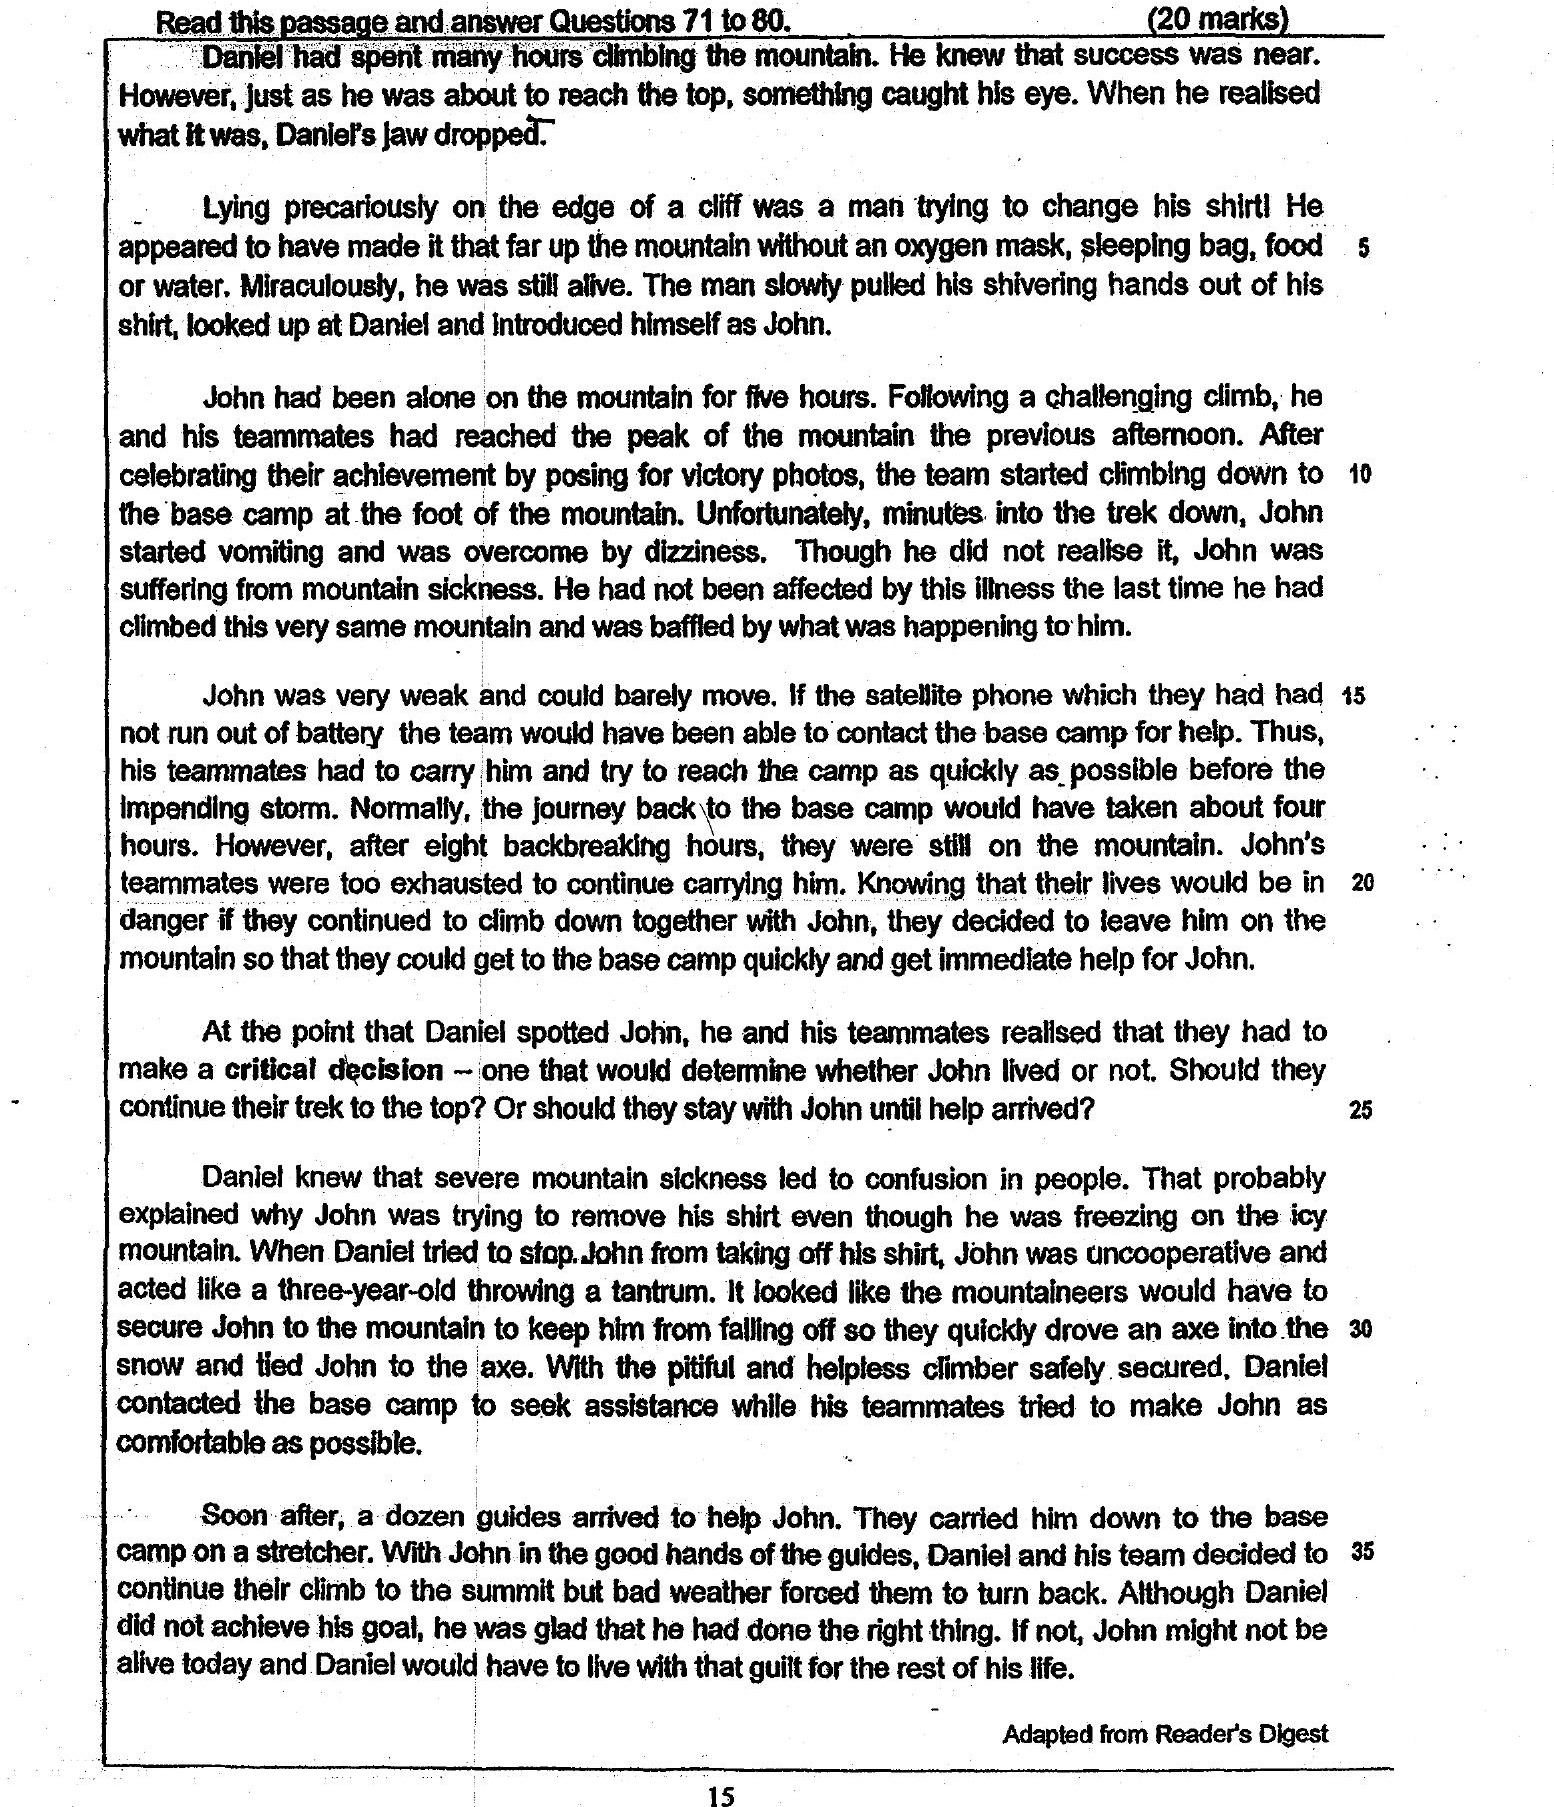 Read this passage and answer Questions 71 to 80. (20 marks)
Daniel had spent many hours climbing the mountain. He knew that success was near.
However, just as he was about to reach the top, something caught his eye. When he realised
what it was, Daniel's jaw dropped.
Lying precariously on the edge of a cliff was a man trying to change his shirt! He
appeared to have made it that far up the mountain without an oxygen mask, sleeping bag, food 5
or water. Miraculously, he was still alive. The man slowly pulled his shivering hands out of his
shirt, looked up at Daniel and introduced himself as John.
John had been alone on the mountain for five hours. Following a challenging climb, he
and his teammates had reached the peak of the mountain the previous afternoon. After
celebrating their achievement by posing for victory photos, the team started climbing down to 10
the base camp at the foot of the mountain. Unfortunately, minutes into the trek down, John
started vomiting and was overcome by dizziness. Though he did not realise it, John was
suffering from mountain sickness. He had not been affected by this illness the last time he had
climbed this very same mountain and was baffled by what was happening to him.
John was very weak and could barely move. If the satellite phone which they had had 15
not run out of battery the team would have been able to contact the base camp for help. Thus,
his teammates had to carry him and try to reach the camp as quickly as possible before the
impending storm. Normally, the journey back to the base camp would have taken about four
hours. However, after eight backbreaking hours, they were still on the mountain. John's
teammates were too exhausted to continue carrying him. Knowing that their lives would be in 20
danger if they continued to climb down together with John, they decided to leave him on the
mountain so that they could get to the base camp quickly and get immediate help for John.
At the point that Daniel spotted John, he and his teammates realised that they had to
make a critical decision – one that would determine whether John lived or not. Should they
continue their trek to the top? Or should they stay with John until help arrived? 25
Daniel knew that severe mountain sickness led to confusion in people. That probably
explained why John was trying to remove his shirt even though he was freezing on the icy
mountain. When Daniel tried to stop John from taking off his shirt, John was uncooperative and
acted like a three-year-old throwing a tantrum. It looked like the mountaineers would have to
secure John to the mountain to keep him from falling off so they quickly drove an axe into the 30
snow and tied John to the axe. With the pitiful and helpless climber safely secured, Daniel
contacted the base camp to seek assistance while his teammates tried to make John as
comfortable as possible.
Soon after, a dozen guides arrived to help John. They carried him down to the base
camp on a stretcher. With John in the good hands of the guides, Daniel and his team decided to 35
continue their climb to the summit but bad weather forced them to turn back. Although Daniel
did not achieve his goal, he was glad that he had done the right thing. If not, John might not be
alive today and Daniel would have to live with that guilt for the rest of his life.
Adapted from Reader's Digest
15